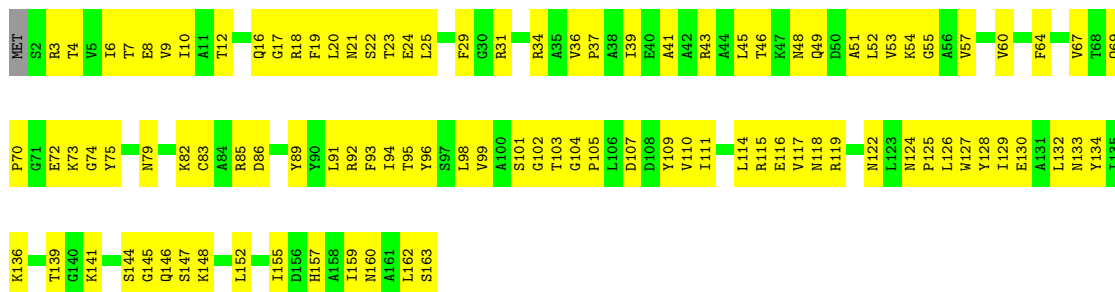 MET S2 R3 T4 V5 I6 T7 E8 V9 I10 A11 T12 Q16 G17 R18 F19 L20 N21 S22 T23 E24 L25 F29 G30 R31 R34 A35 V36 P37 A38 I39 E40 A41 A42 R43 A44 L45 T46 K47 N48 Q49 D50 A51 L52 V53 K54 G55 A56 V57 V60 F64 V67 T68 Q69
P70 G71 E72 K73 G74 Y75 N79 K82 C83 A84 R85 D86 Y89 Y90 L91 R92 F93 I94 T95 Y96 S97 L98 V99 A100 S101 G102 T103 G104 P105 L106 D107 D108 Y109 V110 I111 L114 R115 E116 V117 N118 R119 N122 L123 N124 P125 L126 W127 Y128 I129 E130 A131 L132 N133 Y134 I135
K136 T139 G140 K141 S144 G145 Q146 S147 K148 L152 I155 D156 H157 A158 I159 N160 A161 L162 S163